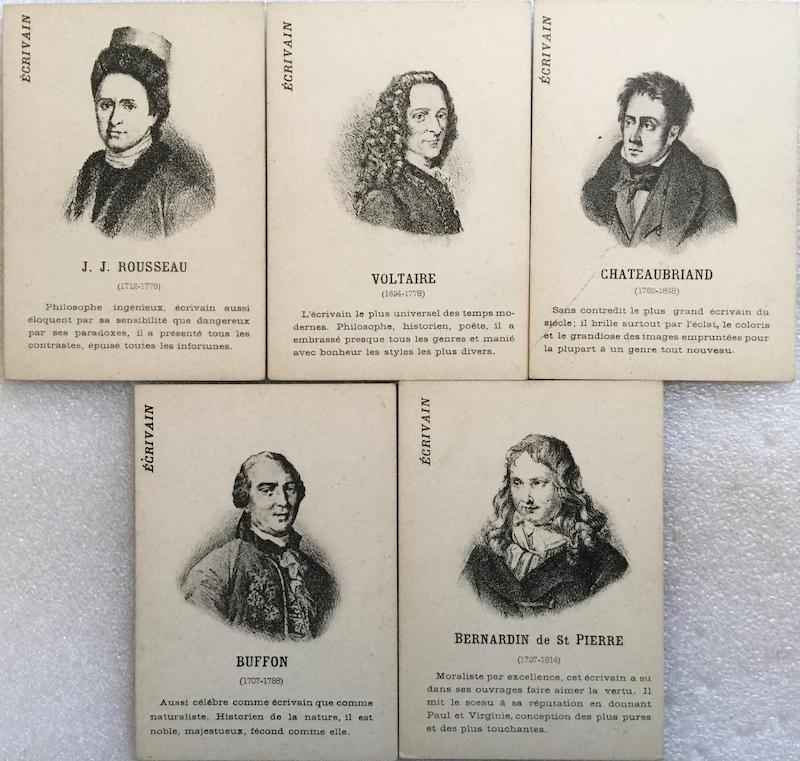 ÉCRIVAIN
J. J. ROUSSEAU
(1712-1778)
Philosophe ingénieux, écrivain aussi
éloquent par sa sensibilité que dangereux
par ses paradoxes, il a présenté tous les
contrastes, épuisé toutes les infortunes.
ÉCRIVAIN
VOLTAIRE
(1694-1778)
L'écrivain le plus universel des temps mo-
dernes. Philosophe, historien, poète, il a
embrassé presque tous les genres et manié
avec bonheur les styles les plus divers.
ÉCRIVAIN
CHATEAUBRIAND
(1762-1848)
Sans contredit le plus grand écrivain du
siècle; il brille surtout par l'éclat, le coloris
et le grandiose des images empruntées pour
la plupart à un genre tout nouveau.
ÉCRIVAIN
BUFFON
(1707-1788)
Aussi célèbre comme écrivain que comme
naturaliste. Historien de la nature, il est
noble, majestueux, fécond comme elle.
ÉCRIVAIN
BERNARDIN de St PIERRE
(1737-1814)
Moraliste par excellence, cet écrivain a su
dans ses ouvrages faire aimer la vertu. Il
mit le sceau à sa réputation en donnant
Paul et Virginie, conception des plus pures
et des plus touchantes.